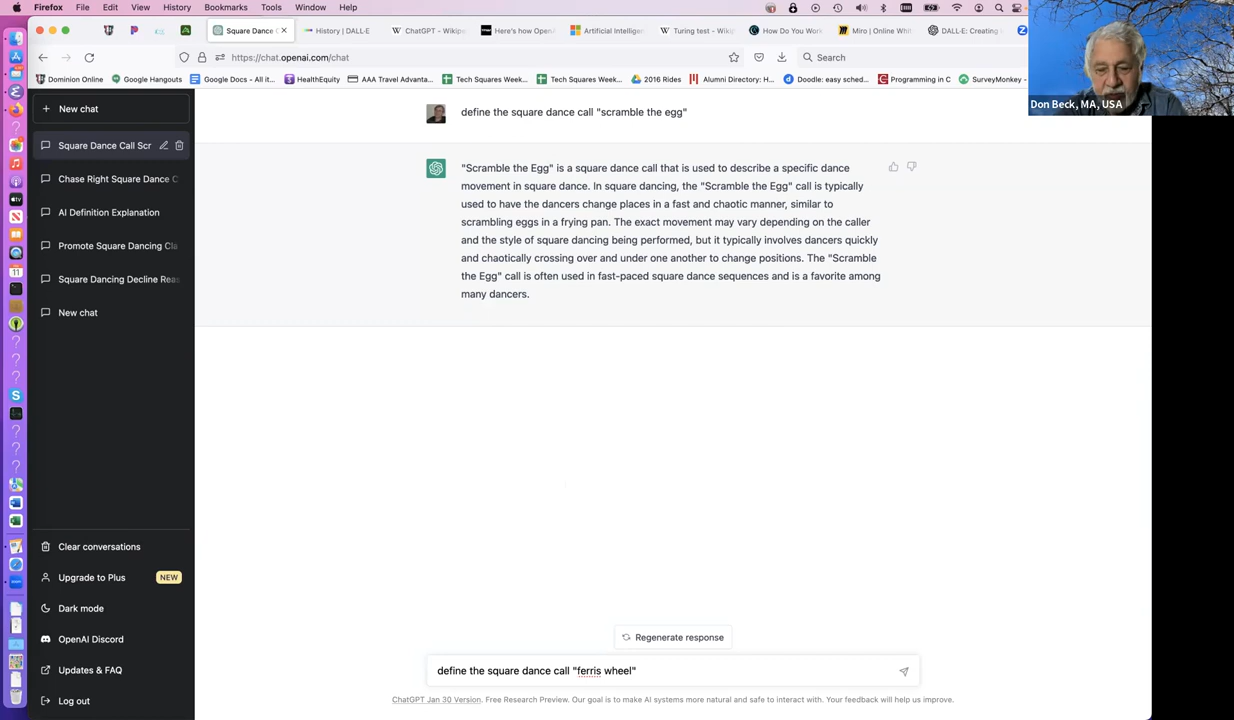 Firefox File Edit View History Bookmarks Tools Window Help
Square Dance C History | DALL·E ChatGPT - Wikipe Here's how OpenA Artificial Intelligen Turing test - Wikip How Do You Work Miro | Online Whit DALL·E: Creating
https://chat.openai.com/chat Search
Dominion Online Google Hangouts Google Docs - All it... HealthEquity AAA Travel Advanta... Tech Squares Week... Tech Squares Week... 2016 Rides Alumni Directory: H... Doodle: easy sched... Programming in C SurveyMonkey -
Don Beck, MA, USA
New chat
Square Dance Call Scr
Chase Right Square Dance C
AI Definition Explanation
Promote Square Dancing Cla
Square Dancing Decline Reas
New chat
define the square dance call "scramble the egg"
"Scramble the Egg" is a square dance call that is used to describe a specific dance
movement in square dance. In square dancing, the "Scramble the Egg" call is typically
used to have the dancers change places in a fast and chaotic manner, similar to
scrambling eggs in a frying pan. The exact movement may vary depending on the caller
and the style of square dancing being performed, but it typically involves dancers quickly
and chaotically crossing over and under one another to change positions. The "Scramble
the Egg" call is often used in fast-paced square dance sequences and is a favorite among
many dancers.
Clear conversations
Upgrade to Plus NEW
Dark mode
OpenAI Discord
Updates & FAQ
Log out
Regenerate response
define the square dance call "ferris wheel"
ChatGPT Jan 30 Version. Free Research Preview. Our goal is to make AI systems more natural and safe to interact with. Your feedback will help us improve.